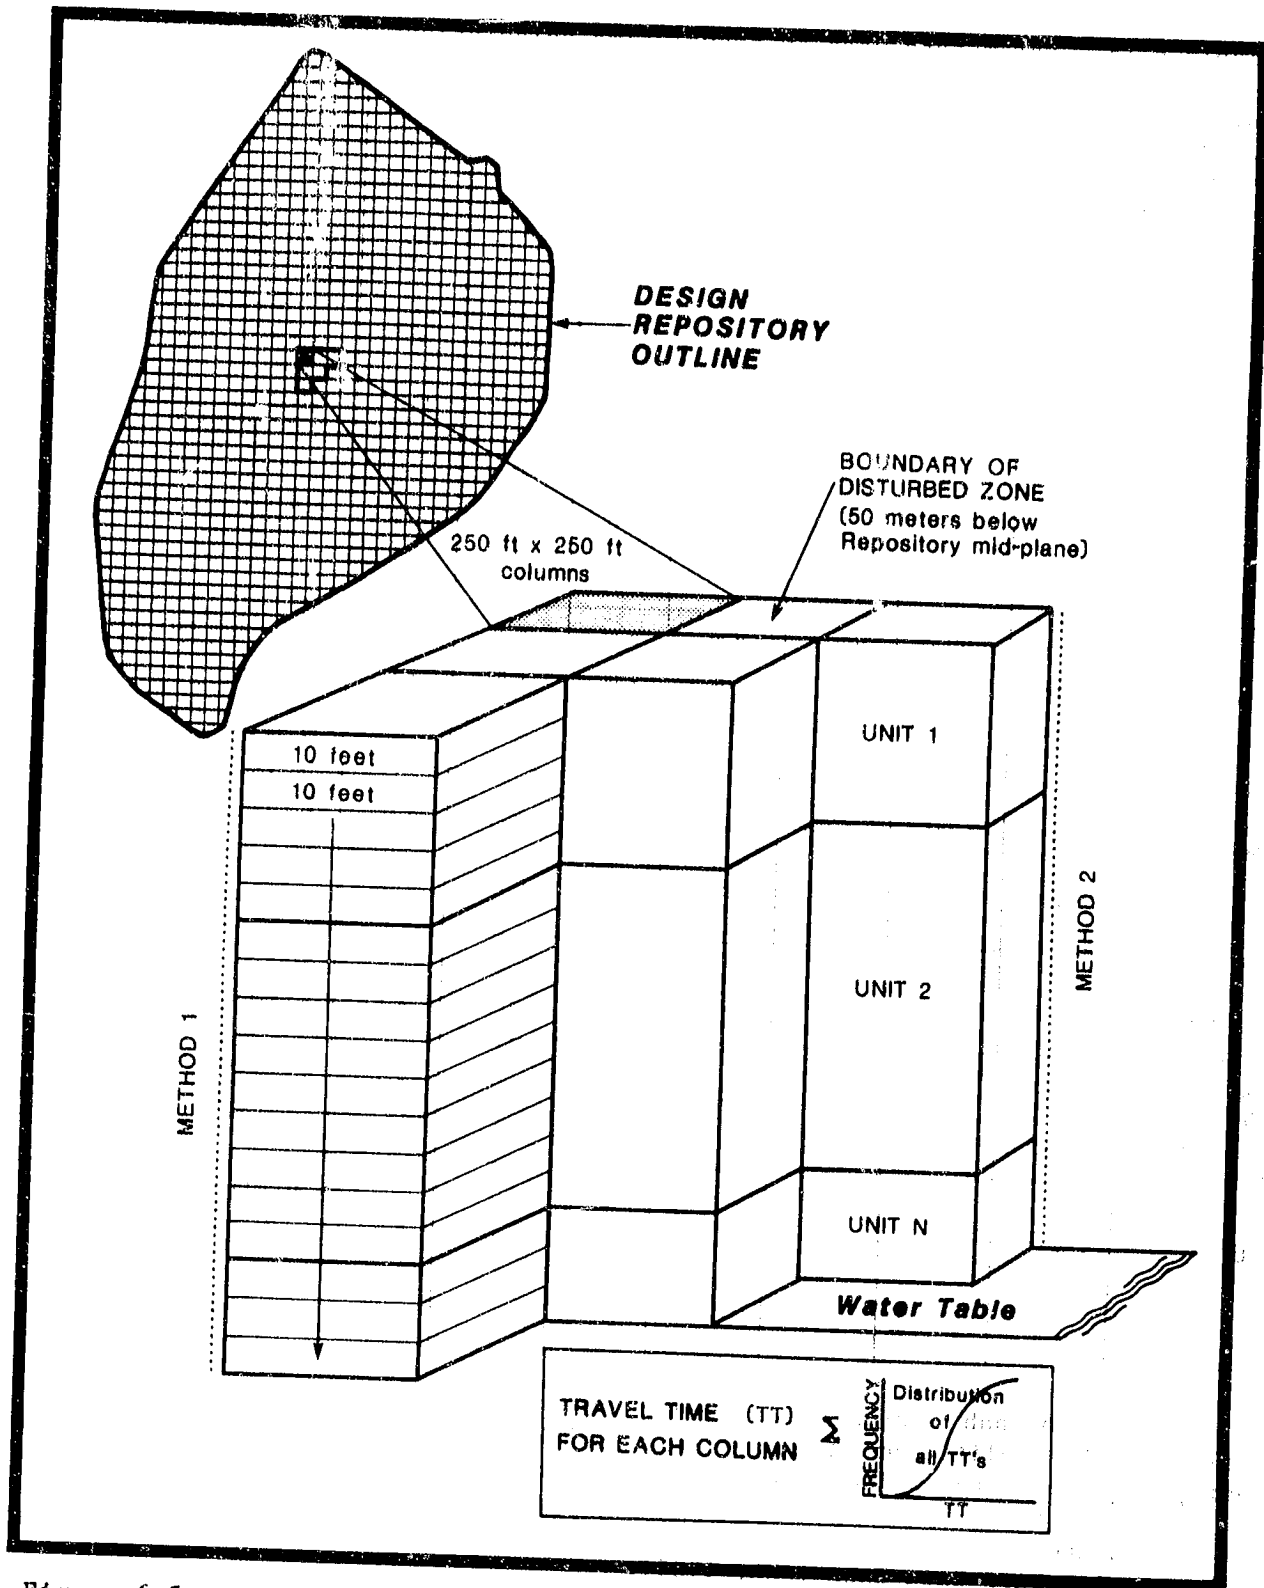 DESIGN
REPOSITORY
OUTLINE
BOUNDARY OF
DISTURBED ZONE
(50 meters below
Repository mid-plane)
250 ft x 250 ft
columns
10 feet
10 feet
UNIT 1
UNIT 2
UNIT N
METHOD 1
METHOD 2
Water Table
TRAVEL TIME (TT)
FOR EACH COLUMN
FREQUENCY
Distribution
of
all TT's
TT